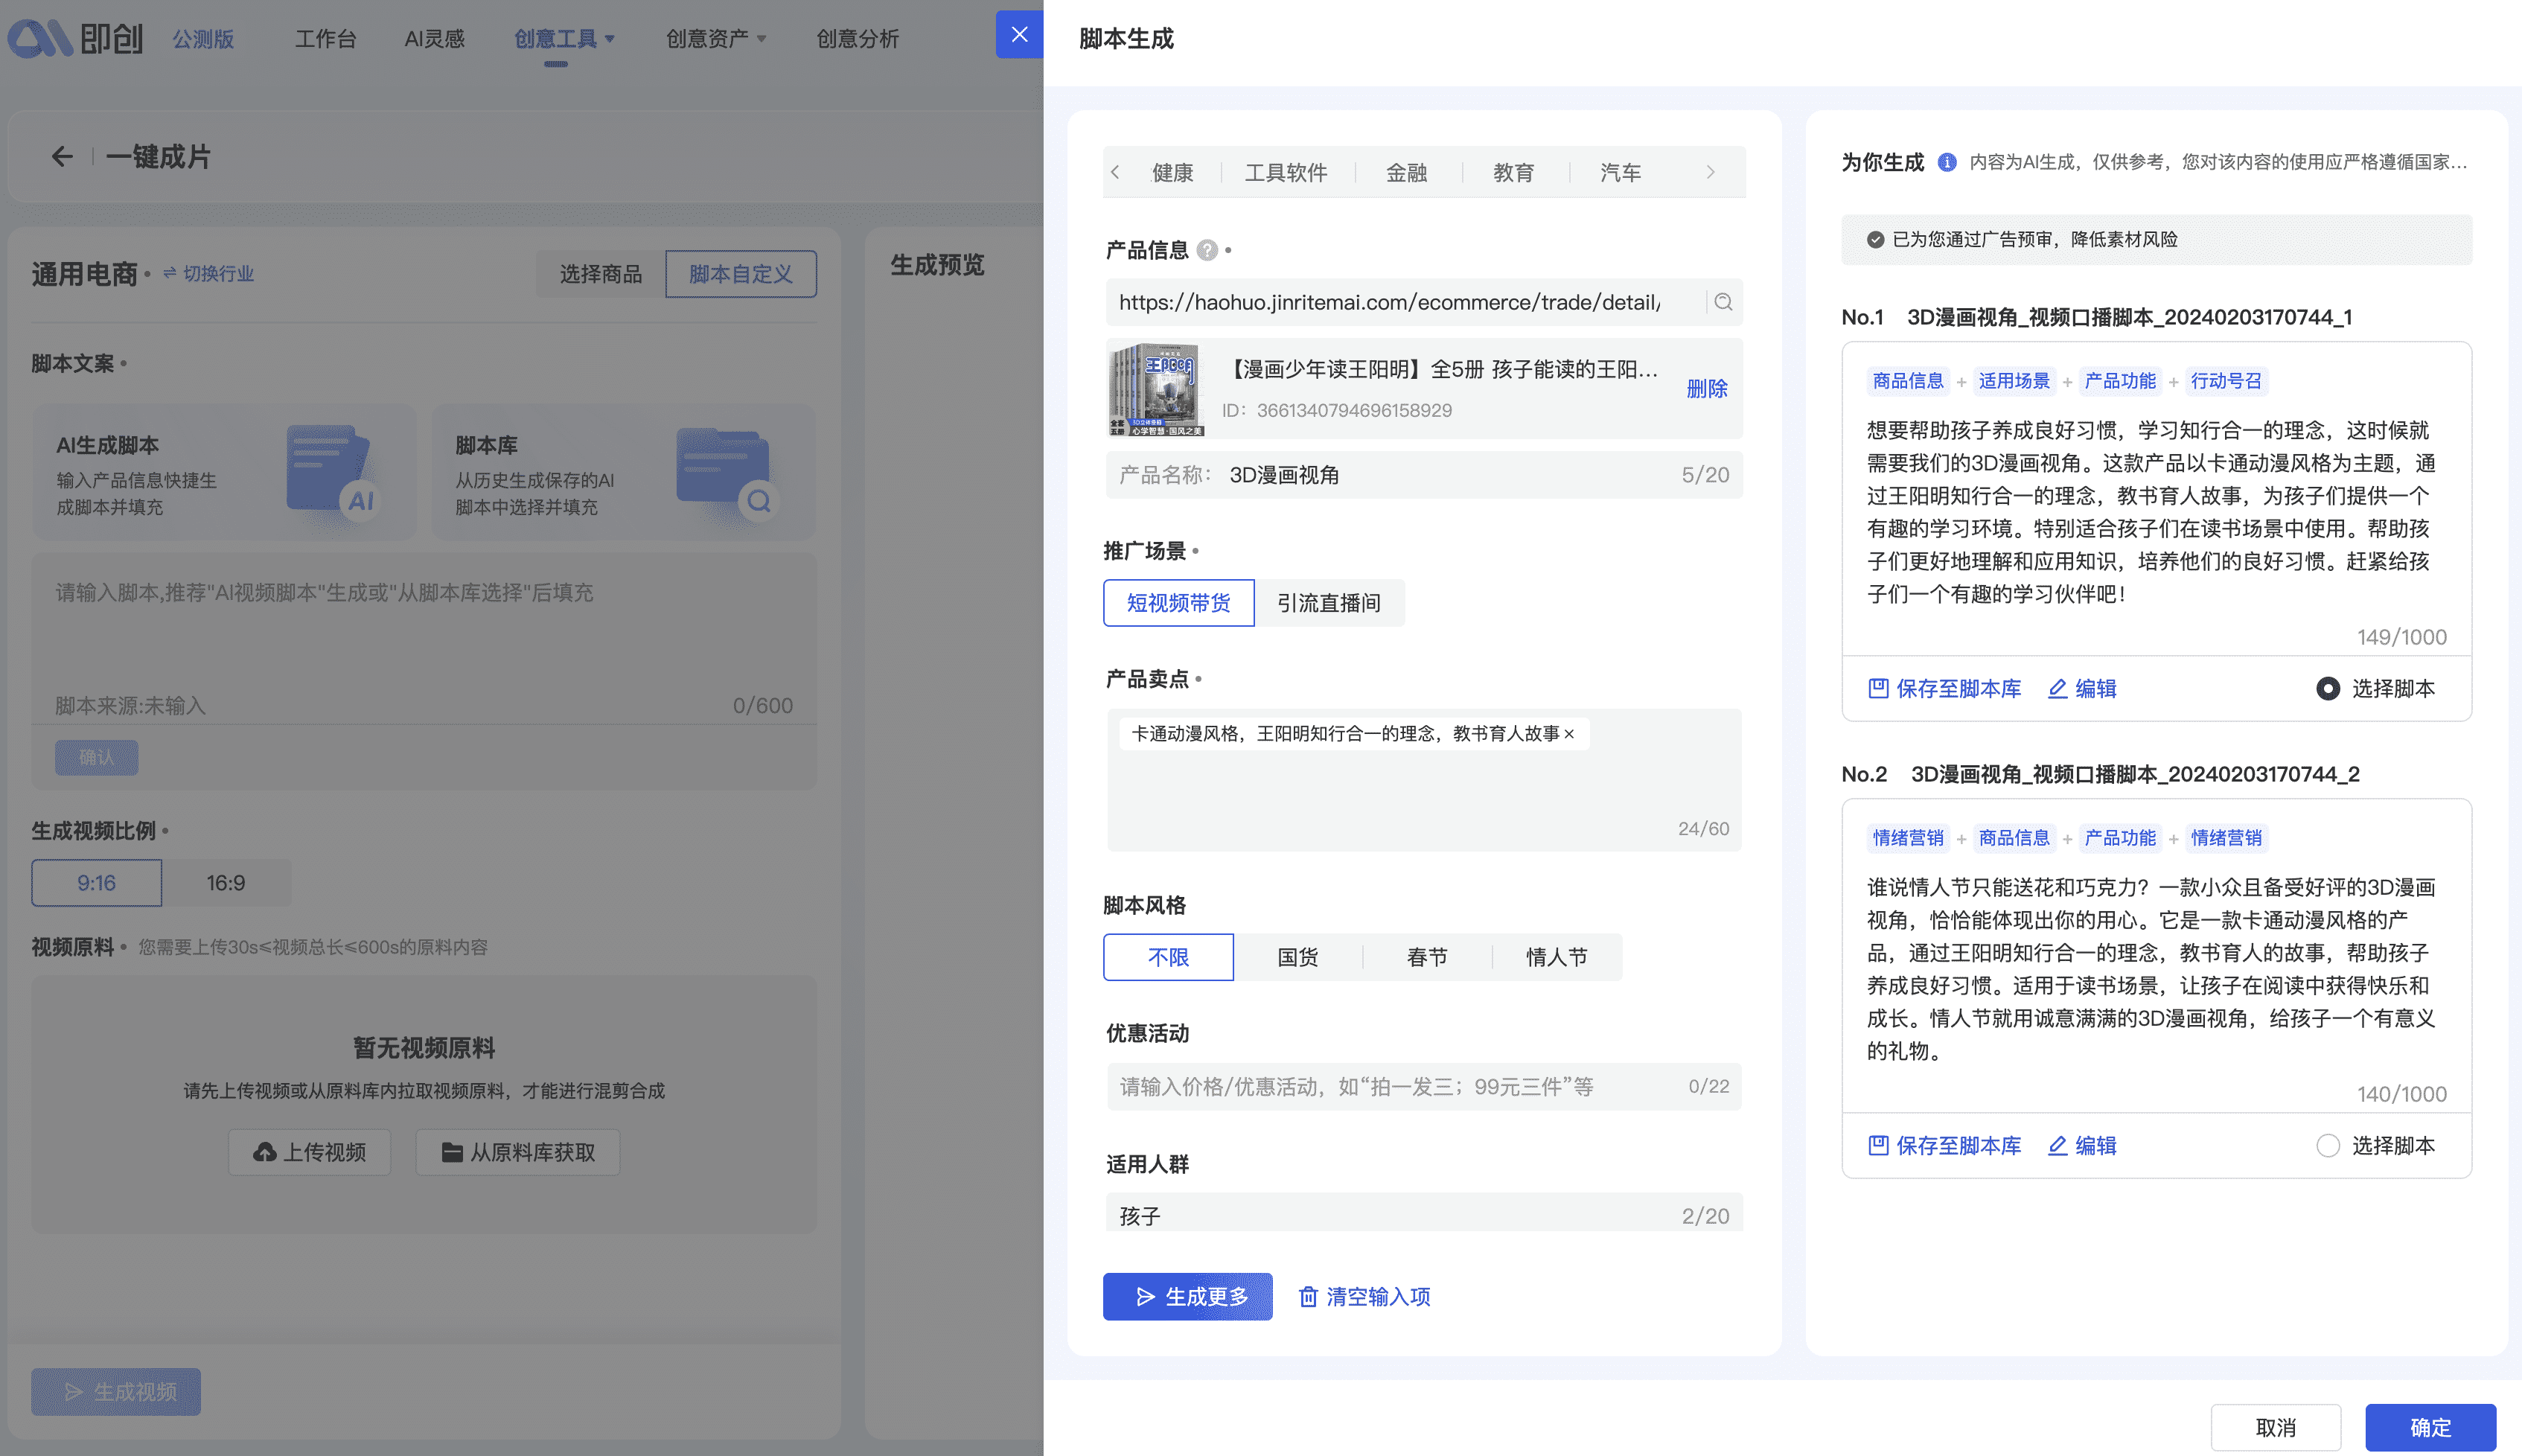 即创 公测版 工作台 AI灵感 创意工具 创意资产 创意分析
一键成片
通用电商 切换行业 选择商品 脚本自定义
脚本文案
AI生成脚本
输入产品信息快捷生
成脚本并填充
脚本库
从历史生成保存的AI
脚本中选择并填充
请输入脚本,推荐"AI视频脚本"生成或"从脚本库选择"后填充
脚本来源:未输入 0/600
确认
生成视频比例
9:16 16:9
视频原料 您需要上传30s≤视频总长≤600s的原料内容
暂无视频原料
请先上传视频或从原料库内拉取视频原料，才能进行混剪合成
上传视频 从原料库获取
生成视频
生成预览
脚本生成
健康 工具软件 金融 教育 汽车
产品信息
https://haohuo.jinritemai.com/ecommerce/trade/detail/
王阳明
全套
五册
心学智慧·国风之美
【漫画少年读王阳明】全5册 孩子能读的王阳...
ID：3661340794696158929
删除
产品名称： 3D漫画视角 5/20
推广场景
短视频带货 引流直播间
产品卖点
卡通动漫风格，王阳明知行合一的理念，教书育人故事×
24/60
脚本风格
不限 国货 春节 情人节
优惠活动
请输入价格/优惠活动，如“拍一发三；99元三件”等 0/22
适用人群
孩子 2/20
生成更多 清空输入项
为你生成 内容为AI生成，仅供参考，您对该内容的使用应严格遵循国家...
已为您通过广告预审，降低素材风险
No.1 3D漫画视角_视频口播脚本_20240203170744_1
商品信息 + 适用场景 + 产品功能 + 行动号召
想要帮助孩子养成良好习惯，学习知行合一的理念，这时候就
需要我们的3D漫画视角。这款产品以卡通动漫风格为主题，通
过王阳明知行合一的理念，教书育人故事，为孩子们提供一个
有趣的学习环境。特别适合孩子们在读书场景中使用。帮助孩
子们更好地理解和应用知识，培养他们的良好习惯。赶紧给孩
子们一个有趣的学习伙伴吧！
149/1000
保存至脚本库 编辑 选择脚本
No.2 3D漫画视角_视频口播脚本_20240203170744_2
情绪营销 + 商品信息 + 产品功能 + 情绪营销
谁说情人节只能送花和巧克力？一款小众且备受好评的3D漫画
视角，恰恰能体现出你的用心。它是一款卡通动漫风格的产
品，通过王阳明知行合一的理念，教书育人的故事，帮助孩子
养成良好习惯。适用于读书场景，让孩子在阅读中获得快乐和
成长。情人节就用诚意满满的3D漫画视角，给孩子一个有意义
的礼物。
140/1000
保存至脚本库 编辑 选择脚本
取消 确定